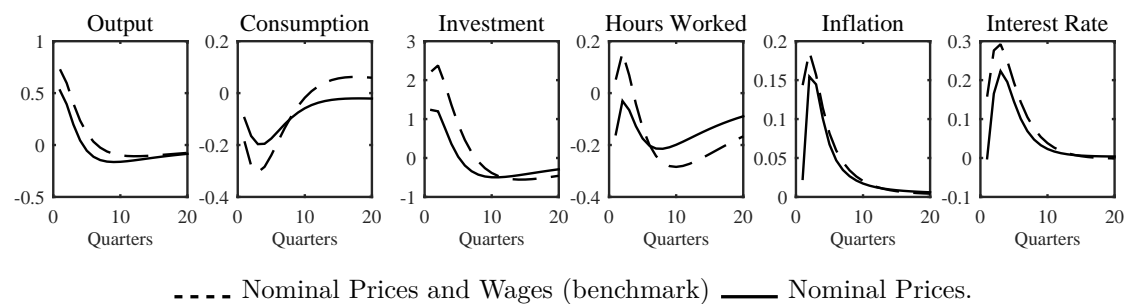 Output Consumption Investment Hours Worked Inflation Interest Rate
1 0.2 3 0.2 0.2 0.3
0.5 0 2 0 0.15 0.2
0 -0.2 1 -0.2 0.1 0.1
-0.5 -0.4 0 -0.4 0.05 0
-1 0 -0.1
0 10 20 0 10 20 0 10 20 0 10 20 0 10 20 0 10 20
Quarters Quarters Quarters Quarters Quarters Quarters
Nominal Prices and Wages (benchmark) Nominal Prices.